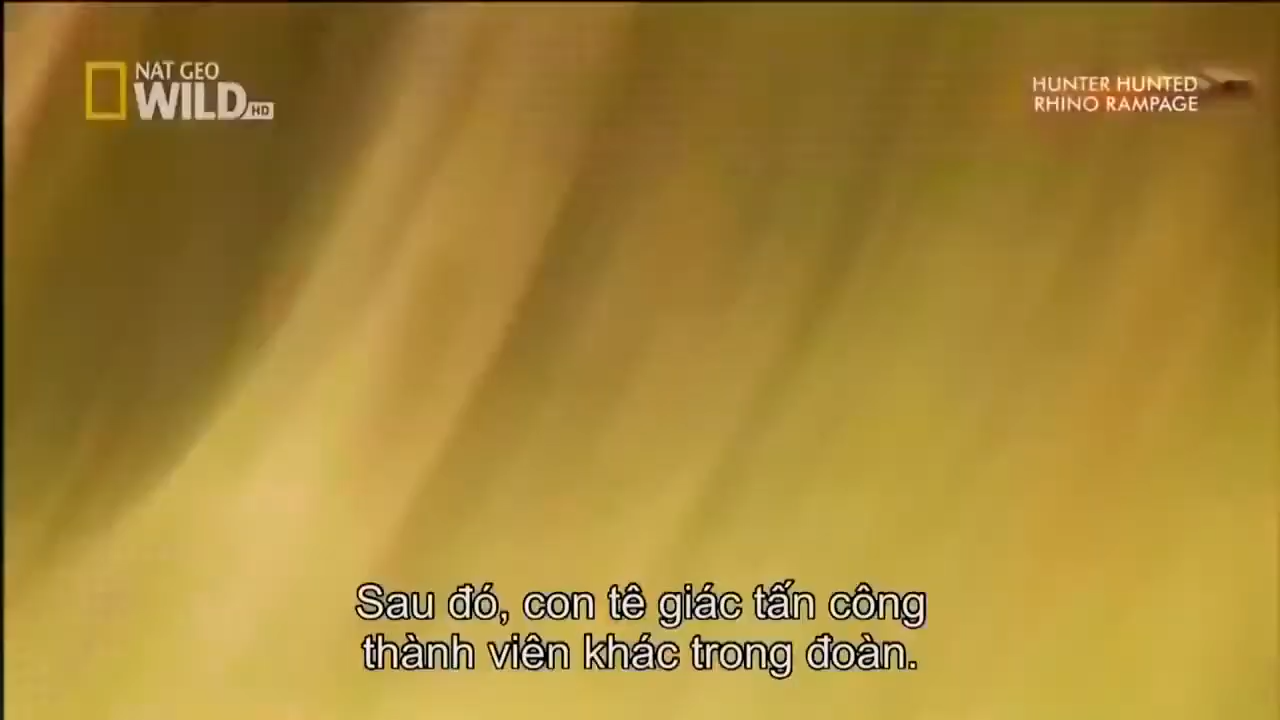 NAT GEO
WILD HD
HUNTER HUNTED
RHINO RAMPAGE
Sau đó, con tê giác tấn công
thành viên khác trong đoàn.